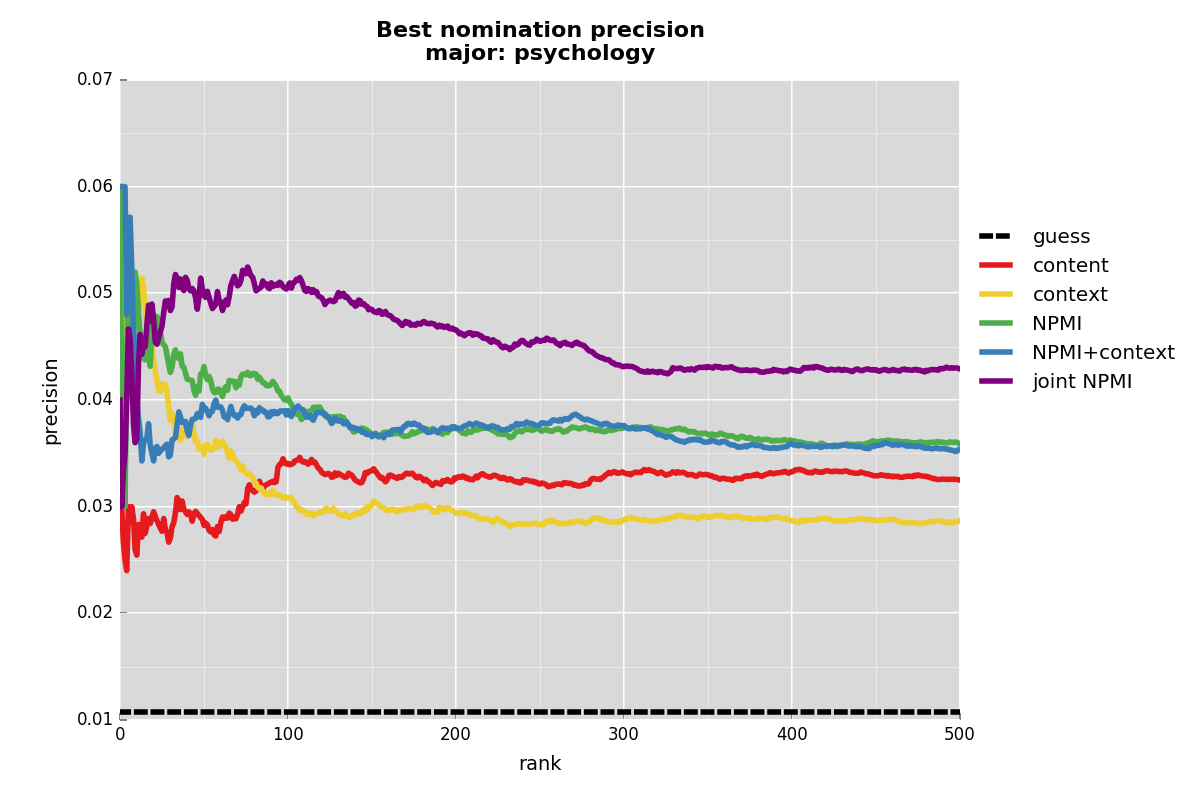 Best nomination precision
major: psychology
precision
0.07
0.06
0.05
0.04
0.03
0.02
0.01
0
100
200
300
400
500
rank
guess
content
context
NPMI
NPMI+context
joint NPMI